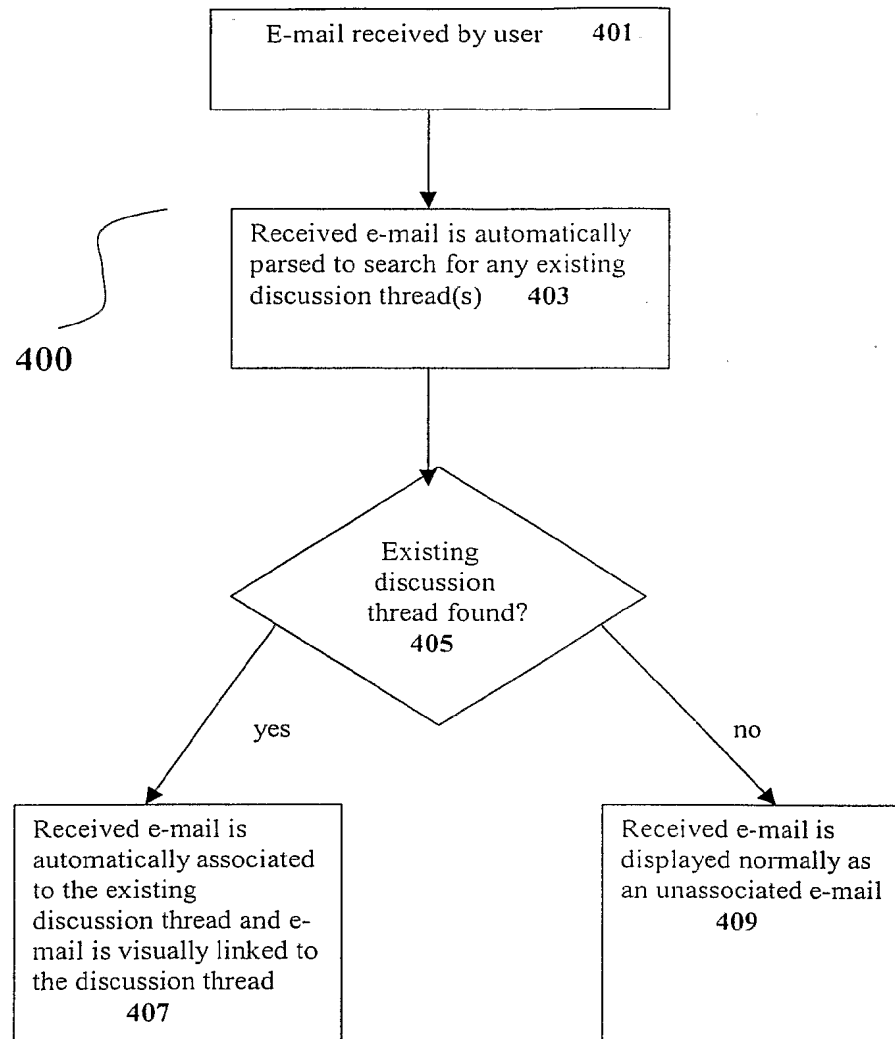 E-mail received by user 401
Received e-mail is automatically
parsed to search for any existing
discussion thread(s) 403
400
Existing
discussion
thread found?
405
yes
no
Received e-mail is
automatically associated
to the existing
discussion thread and e-
mail is visually linked to
the discussion thread
407
Received e-mail is
displayed normally as
an unassociated e-mail
409